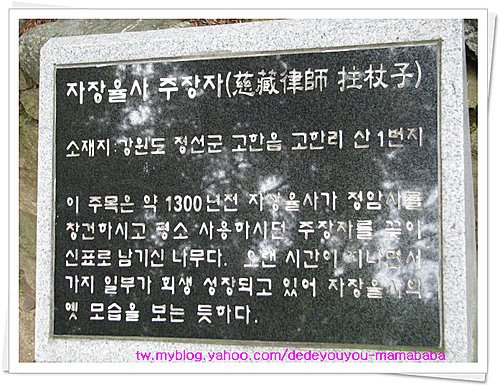 자장율사 주장자(慈藏律師 拄杖子)
소재지:강원도 정선군 고한읍 고한리 산 1번지
이 주목은 약 1300년전 자장율사가 정암사를
창건하시고 평소 사용하시던 주장자를 꽂아
신표로 남기신 나무다. 오랜 시간이 지나면서
가지 일부가 회생 성장되고 있어 자장율사의
옛 모습을 보는 듯하다.
tw.myblog.yahoo.com/dedeyouyou-mamababa